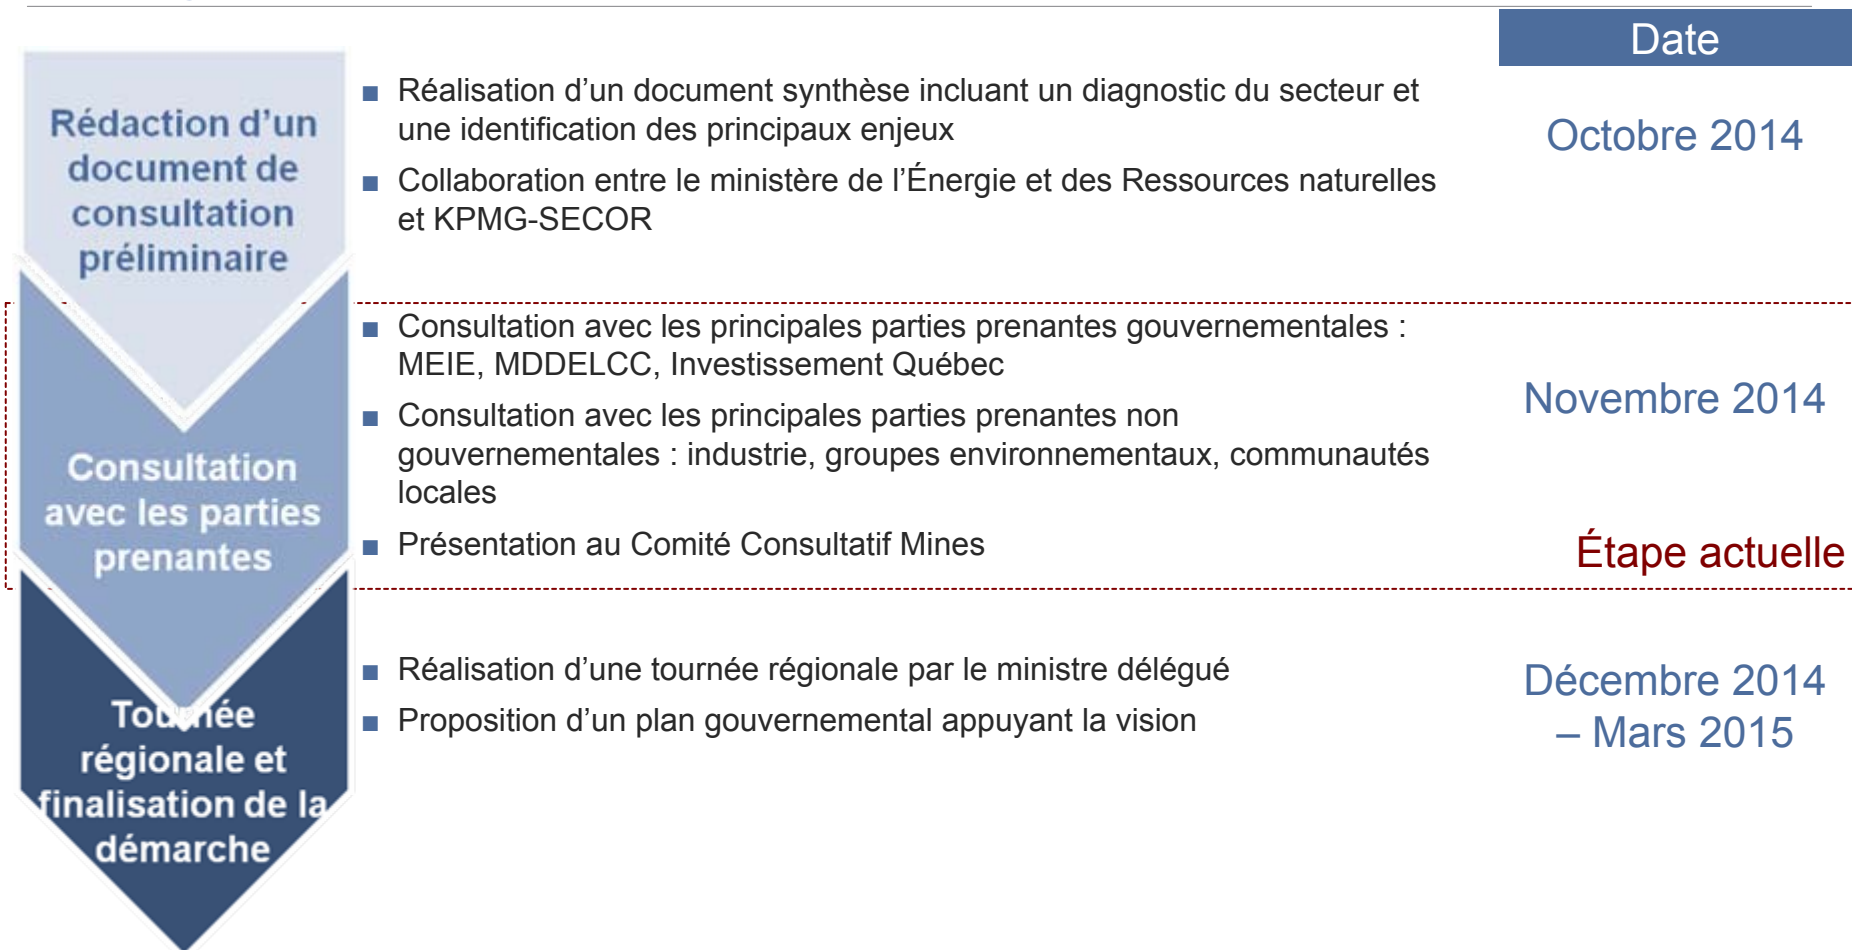 Date
Rédaction d’un
document de
consultation
préliminaire
■ Réalisation d’un document synthèse incluant un diagnostic du secteur et
une identification des principaux enjeux
■ Collaboration entre le ministère de l’Énergie et des Ressources naturelles
et KPMG-SECOR
Octobre 2014
Consultation
avec les parties
prenantes
■ Consultation avec les principales parties prenantes gouvernementales :
MEIE, MDDELCC, Investissement Québec
■ Consultation avec les principales parties prenantes non
gouvernementales : industrie, groupes environnementaux, communautés
locales
■ Présentation au Comité Consultatif Mines
Novembre 2014
Étape actuelle
Tournée
régionale et
finalisation de la
démarche
■ Réalisation d’une tournée régionale par le ministre délégué
■ Proposition d’un plan gouvernemental appuyant la vision
Décembre 2014
– Mars 2015